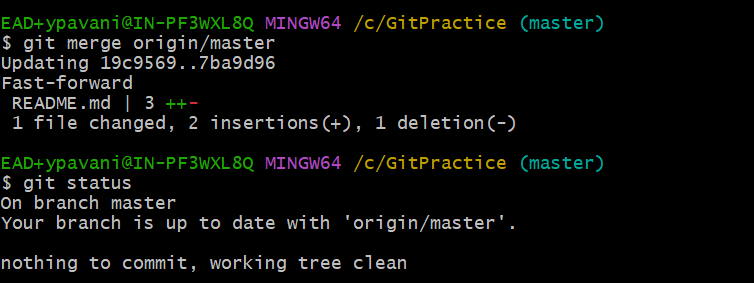 EAD+ypavani@IN-PF3WXL8Q MINGW64 /c/GitPractice (master)
$ git merge origin/master
Updating 19c9569..7ba9d96
Fast-forward
 README.md | 3 ++-
 1 file changed, 2 insertions(+), 1 deletion(-)
EAD+ypavani@IN-PF3WXL8Q MINGW64 /c/GitPractice (master)
$ git status
On branch master
Your branch is up to date with 'origin/master'.
nothing to commit, working tree clean